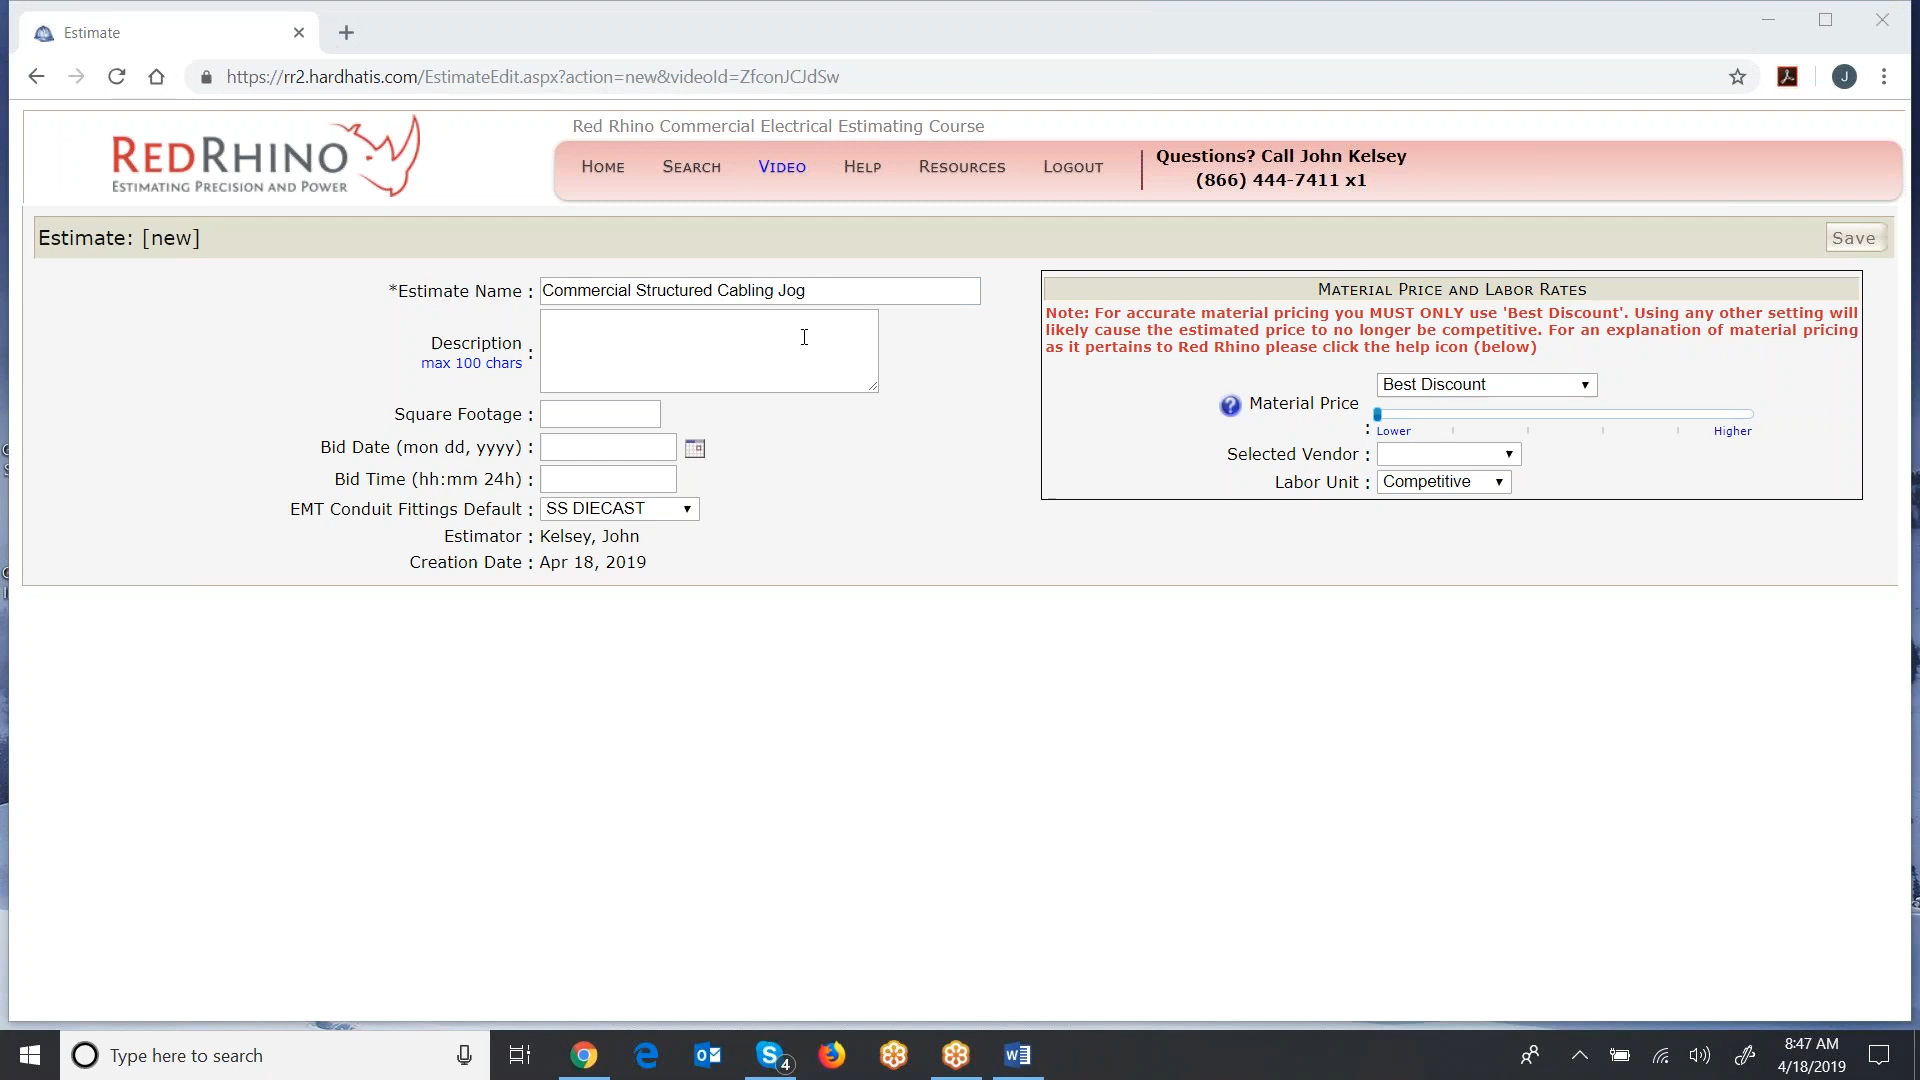 Estimate
https://rr2.hardhatis.com/EstimateEdit.aspx?action=new&videoId=ZfconJCJdSw
J
REDRHINO
ESTIMATING PRECISION AND POWER
Red Rhino Commercial Electrical Estimating Course
HOME SEARCH VIDEO HELP RESOURCES LOGOUT
Questions? Call John Kelsey
(866) 444-7411 x1
Estimate: [new]
Save
*Estimate Name : Commercial Structured Cabling Jog
Description :
max 100 chars
Square Footage :
Bid Date (mon dd, yyyy) :
Bid Time (hh:mm 24h) :
EMT Conduit Fittings Default : SS DIECAST
Estimator : Kelsey, John
Creation Date : Apr 18, 2019
MATERIAL PRICE AND LABOR RATES
Note: For accurate material pricing you MUST ONLY use 'Best Discount'. Using any other setting will
likely cause the estimated price to no longer be competitive. For an explanation of material pricing
as it pertains to Red Rhino please click the help icon (below)
Best Discount
? Material Price :
Lower Higher
Selected Vendor :
Labor Unit : Competitive
Type here to search
4
8:47 AM
4/18/2019